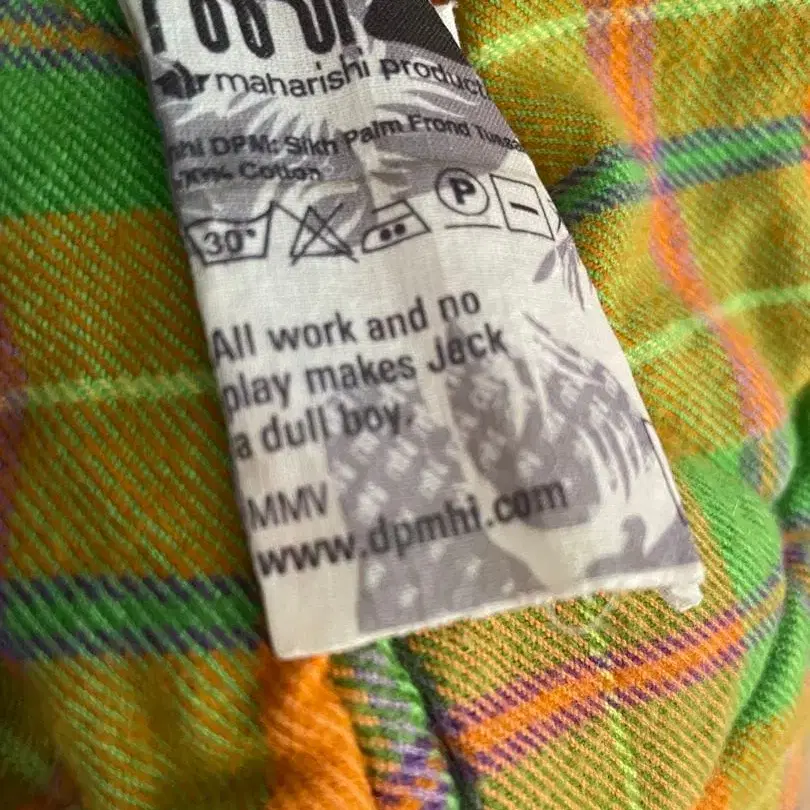 maharishi product
DPM: Sikh Palm Frond
Cotton
30°
P
All work and no
play makes Jack
a dull boy.
MMV
www.dpmhi.com